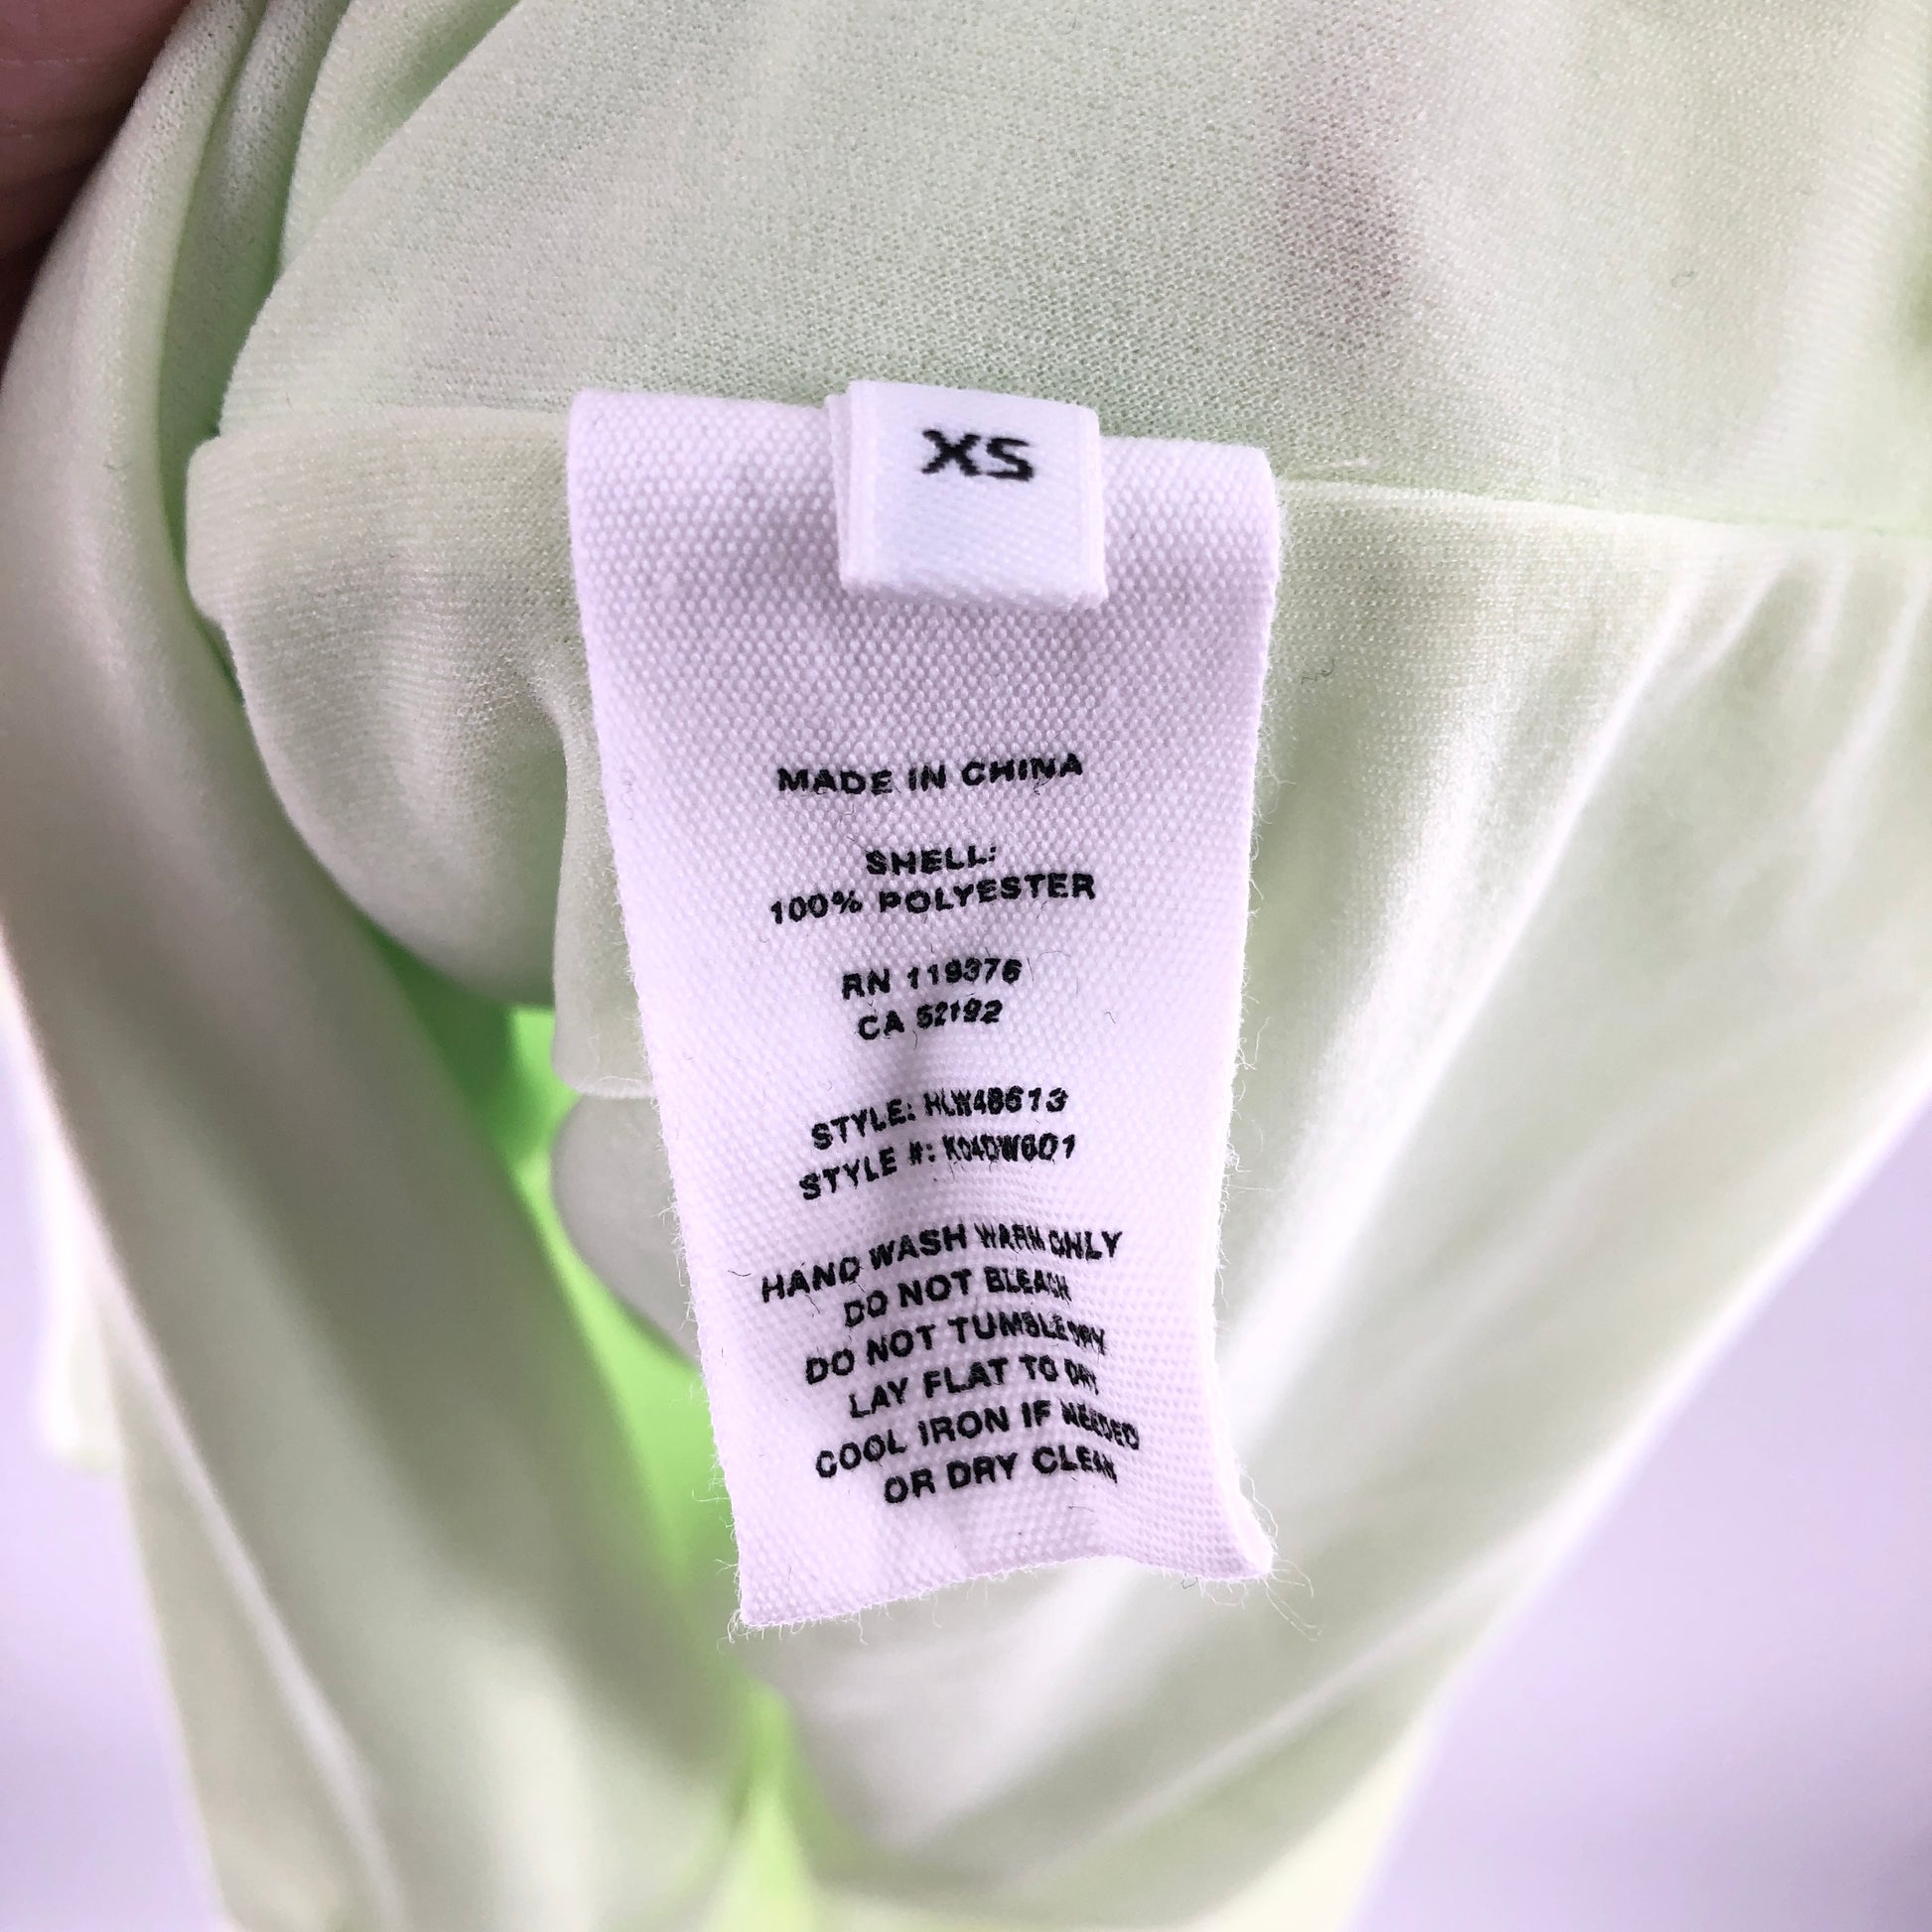 XS
MADE IN CHINA
SHELL:
100% POLYESTER
RN 119376
CA 52192
STYLE: HLW48613
STYLE #: K04DW601
HAND WASH WARM ONLY
DO NOT BLEACH
DO NOT TUMBLE DRY
LAY FLAT TO DRY
COOL IRON IF NEEDED
OR DRY CLEAN